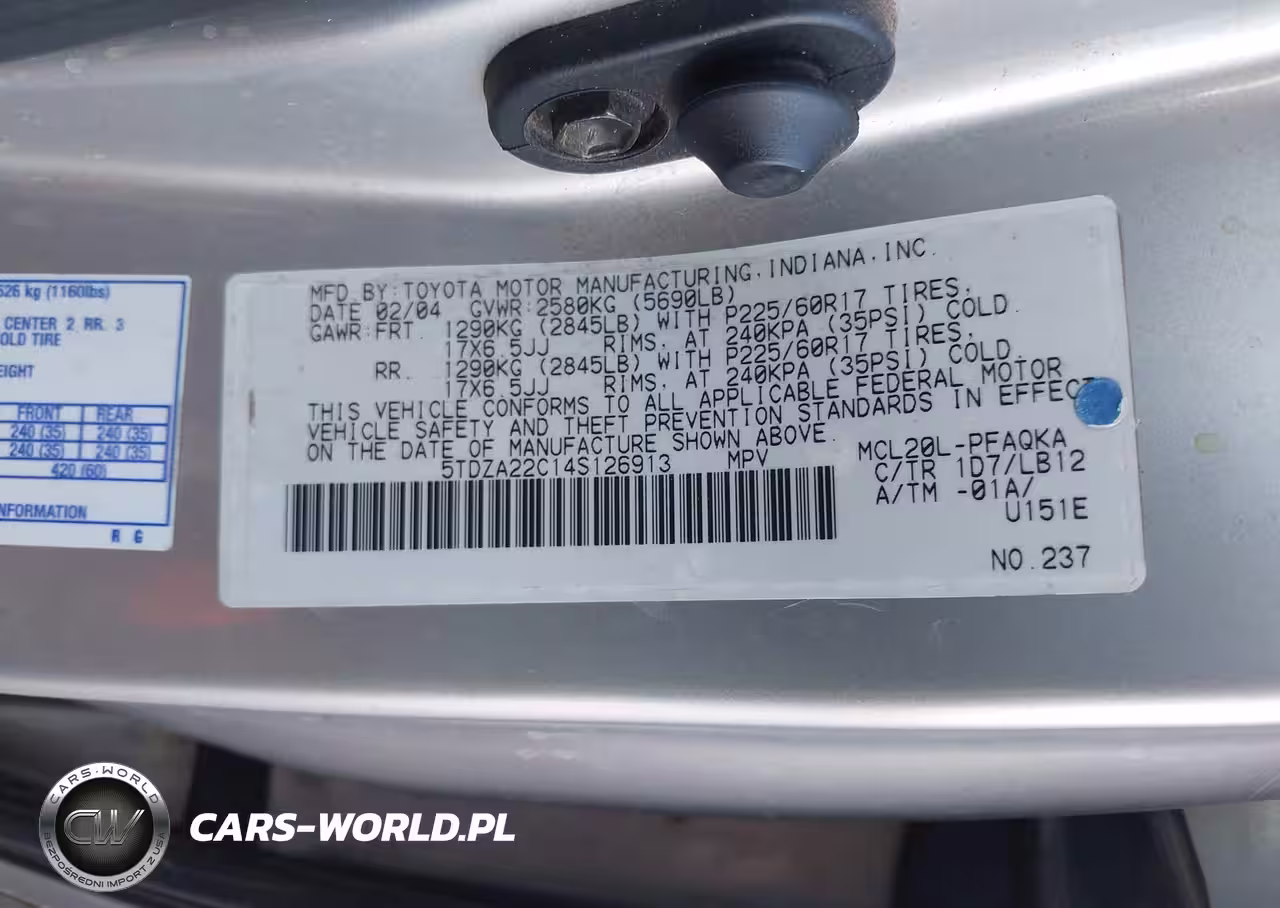 526 kg (1160lbs)
CENTER 2 RR. 3
OLD TIRE
EIGHT
FRONT REAR
240 (35) 240 (35)
240 (35) 240 (35)
420 (60)
NFORMATION
R G
MFD.BY:TOYOTA MOTOR MANUFACTURING,INDIANA,INC.
DATE 02/04 GVWR:2580KG (5690LB)
GAWR:FRT. 1290KG (2845LB) WITH P225/60R17 TIRES,
17X6.5JJ RIMS, AT 240KPA (35PSI) COLD.
RR. 1290KG (2845LB) WITH P225/60R17 TIRES,
17X6.5JJ RIMS, AT 240KPA (35PSI) COLD.
THIS VEHICLE CONFORMS TO ALL APPLICABLE FEDERAL MOTOR
VEHICLE SAFETY AND THEFT PREVENTION STANDARDS IN EFFECT
ON THE DATE OF MANUFACTURE SHOWN ABOVE.
5TDZA22C14S126913 MPV
MCL20L-PFAQKA
C/TR 1D7/LB12
A/TM -01A/
U151E
NO.237
CARS-WORLD
CW
BEZPOŚREDNI IMPORT Z USA
CARS-WORLD.PL